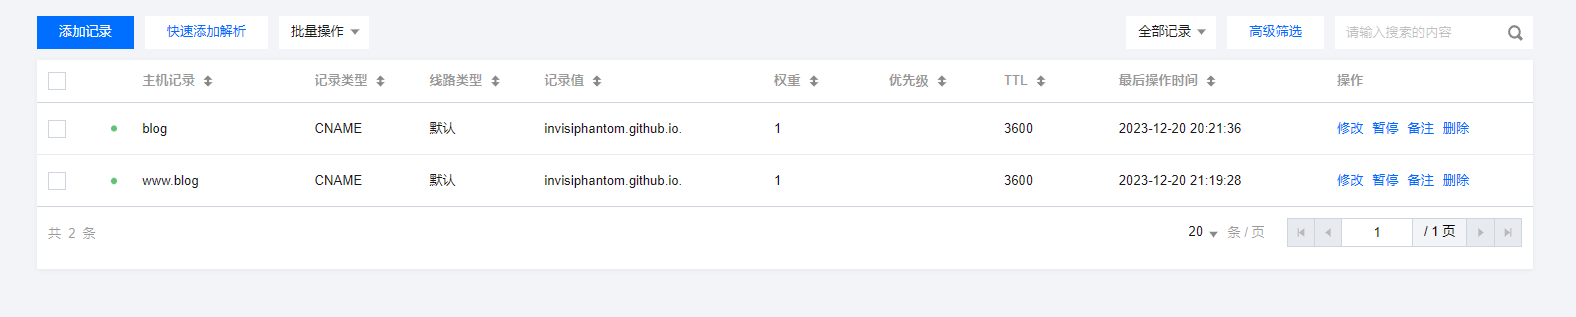 添加记录 快速添加解析 批量操作 全部记录 高级筛选 请输入搜索的内容
主机记录 记录类型 线路类型 记录值 权重 优先级 TTL 最后操作时间 操作
blog CNAME 默认 invisiphantom.github.io. 1 3600 2023-12-20 20:21:36 修改 暂停 备注 删除
www.blog CNAME 默认 invisiphantom.github.io. 1 3600 2023-12-20 21:19:28 修改 暂停 备注 删除
共 2 条 20 条 / 页 1 / 1 页